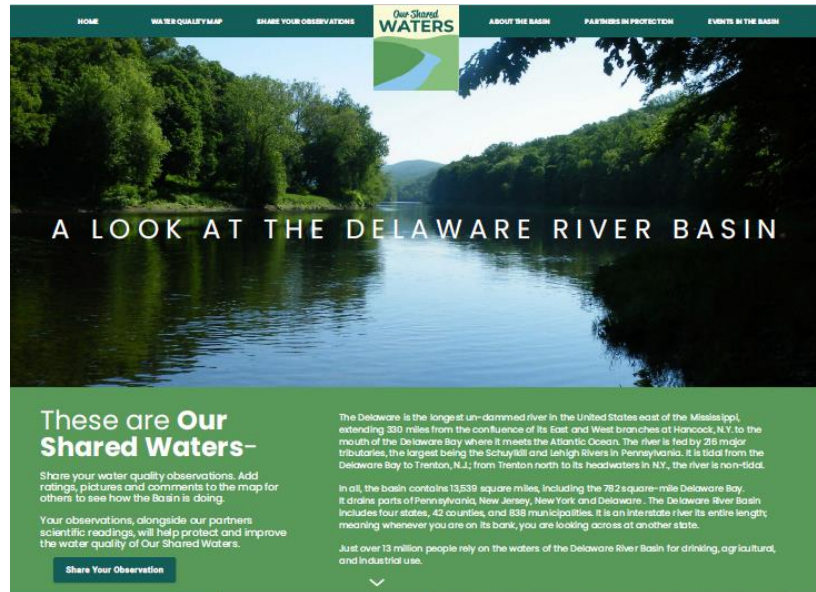 HOME
WATER QUALITY MAP
SHARE YOUR OBSERVATIONS
Our Shared
WATERS
ABOUT THE BASIN
PARTNERS IN PROTECTION
EVENTS IN THE BASIN
A LOOK AT THE DELAWARE RIVER BASIN
These are Our
Shared Waters-
Share your water quality observations. Add
ratings, pictures and comments to the map for
others to see how the Basin is doing.
Your observations, alongside our partners
scientific readings, will help protect and improve
the water quality of Our Shared Waters.
Share Your Observation
The Delaware is the longest un-dammed river in the United States east of the Mississippi,
extending 330 miles from the confluence of its East and West branches at Hancock, N.Y. to the
mouth of the Delaware Bay where it meets the Atlantic Ocean. The river is fed by 216 major
tributaries, the largest being the Schuylkill and Lehigh Rivers in Pennsylvania. It is tidal from the
Delaware Bay to Trenton, N.J.; from Trenton north to its headwaters in N.Y., the river is non-tidal.
In all, the basin contains 13,539 square miles, including the 782 square-mile Delaware Bay.
It drains parts of Pennsylvania, New Jersey, New York and Delaware . The Delaware River Basin
includes four states, 42 counties, and 838 municipalities. It is an interstate river its entire length;
meaning whenever you are on its bank, you are looking across at another state.
Just over 13 million people rely on the waters of the Delaware River Basin for drinking, agricultural,
and industrial use.